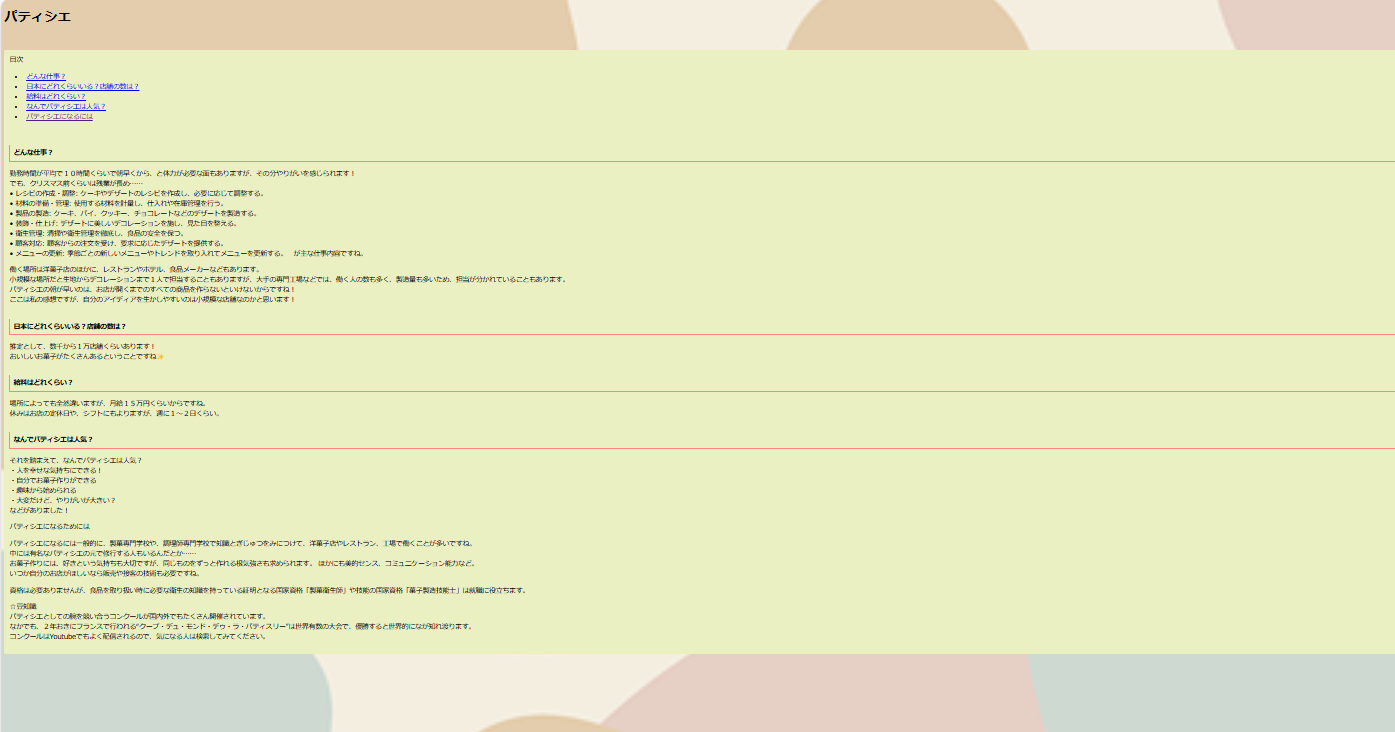 パティシエ
目次
• どんな仕事？
• 日本にどれくらいいる？店舗の数は？
• 給料はどれくらい？
• なんでパティシエは人気？
• パティシエになるには
どんな仕事？
勤務時間が平均で１０時間くらいで朝早くから、と体力が必要な面もありますが、その分やりがいを感じられます！
でも、クリスマス前くらいは残業が長め……
• レシピの作成・調整: ケーキやデザートのレシピを作成し、必要に応じて調整する。
• 材料の準備・管理: 使用する材料を計量し、仕入れや在庫管理を行う。
• 製品の製造: ケーキ、パイ、クッキー、チョコレートなどのデザートを製造する。
• 装飾・仕上げ: デザートに美しいデコレーションを施し、見た目を整える。
• 衛生管理: 清掃や衛生管理を徹底し、食品の安全を保つ。
• 顧客対応: 顧客からの注文を受け、要求に応じたデザートを提供する。
• メニューの更新: 季節ごとの新しいメニューやトレンドを取り入れてメニューを更新する。　が主な仕事内容ですね。
働く場所は洋菓子店のほかに、レストランやホテル、食品メーカーなどもあります。
小規模な場所だと生地からデコレーションまで１人で担当することもありますが、大手の専門工場などでは、働く人の数も多く、製造量も多いため、担当が分かれていることもあります。
パティシエの朝が早いのは、お店が開くまでのすべての商品を作らないといけないからですね！
ここは私の感想ですが、自分のアイディアを生かしやすいのは小規模な店舗なのかと思います！
日本にどれくらいいる？店舗の数は？
推定として、数千から１万店舗くらいあります！
おいしいお菓子がたくさんあるということですね✨
給料はどれくらい？
場所によっても全然違いますが、月給１５万円くらいからですね。
休みはお店の定休日や、シフトにもよりますが、週に１～２日くらい。
なんでパティシエは人気？
それを踏まえて、なんでパティシエは人気？
・人を幸せな気持ちにできる！
・自分でお菓子作りができる
・趣味から始められる
・大変だけど、やりがいが大きい？
などがありました！
パティシエになるためには
パティシエになるには一般的に、製菓専門学校や、調理師専門学校で知識とぎじゅつをみにつけて、洋菓子店やレストラン、工場で働くことが多いですね。
中には有名なパティシエの元で修行する人もいるんだとか……
お菓子作りには、好きという気持ちも大切ですが、同じものをずっと作れる根気強さも求められます。 ほかにも美的センス、コミュニケーション能力など。
いつか自分のお店がほしいなら販売や接客の技術も必要ですね。
資格は必要ありませんが、食品を取り扱い時に必要な衛生の知識を持っている証明となる国家資格「製菓衛生師」や技能の国家資格「菓子製造技能士」は就職に役立ちます。
☆豆知識
パティシエとしての腕を競い合うコンクールが国内外でもたくさん開催されています。
なかでも、２年おきにフランスで行われる“クープ・デュ・モンド・デゥ・ラ・パティスリー”は世界有数の大会で、優勝すると世界的になが知れ渡ります。
コンクールはYoutubeでもよく配信されるので、気になる人は検索してみてください。